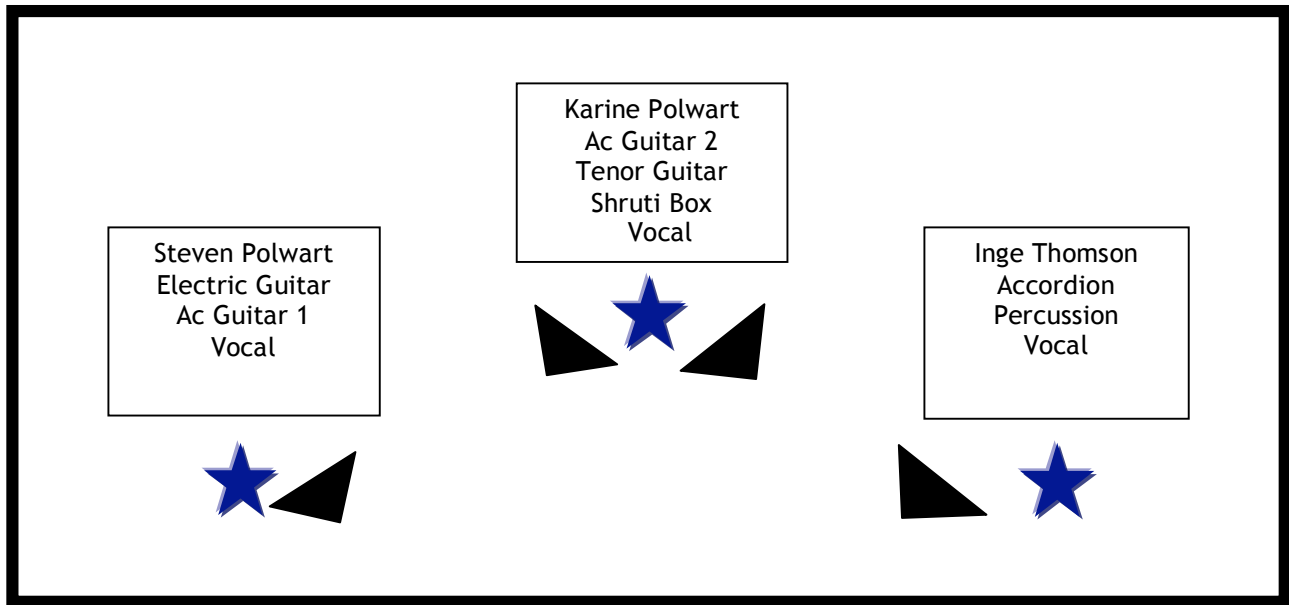 Karine Polwart
Ac Guitar 2
Tenor Guitar
Shruti Box
Vocal
Steven Polwart
Electric Guitar
Ac Guitar 1
Vocal
Inge Thomson
Accordion
Percussion
Vocal